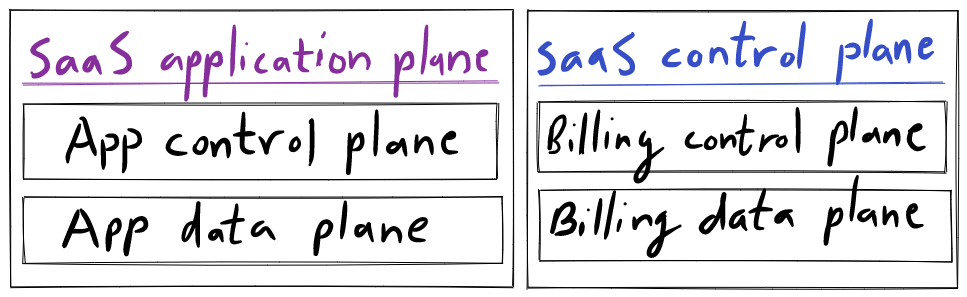 SaaS application plane
App control plane
App data plane
SaaS control plane
Billing control plane
Billing data plane